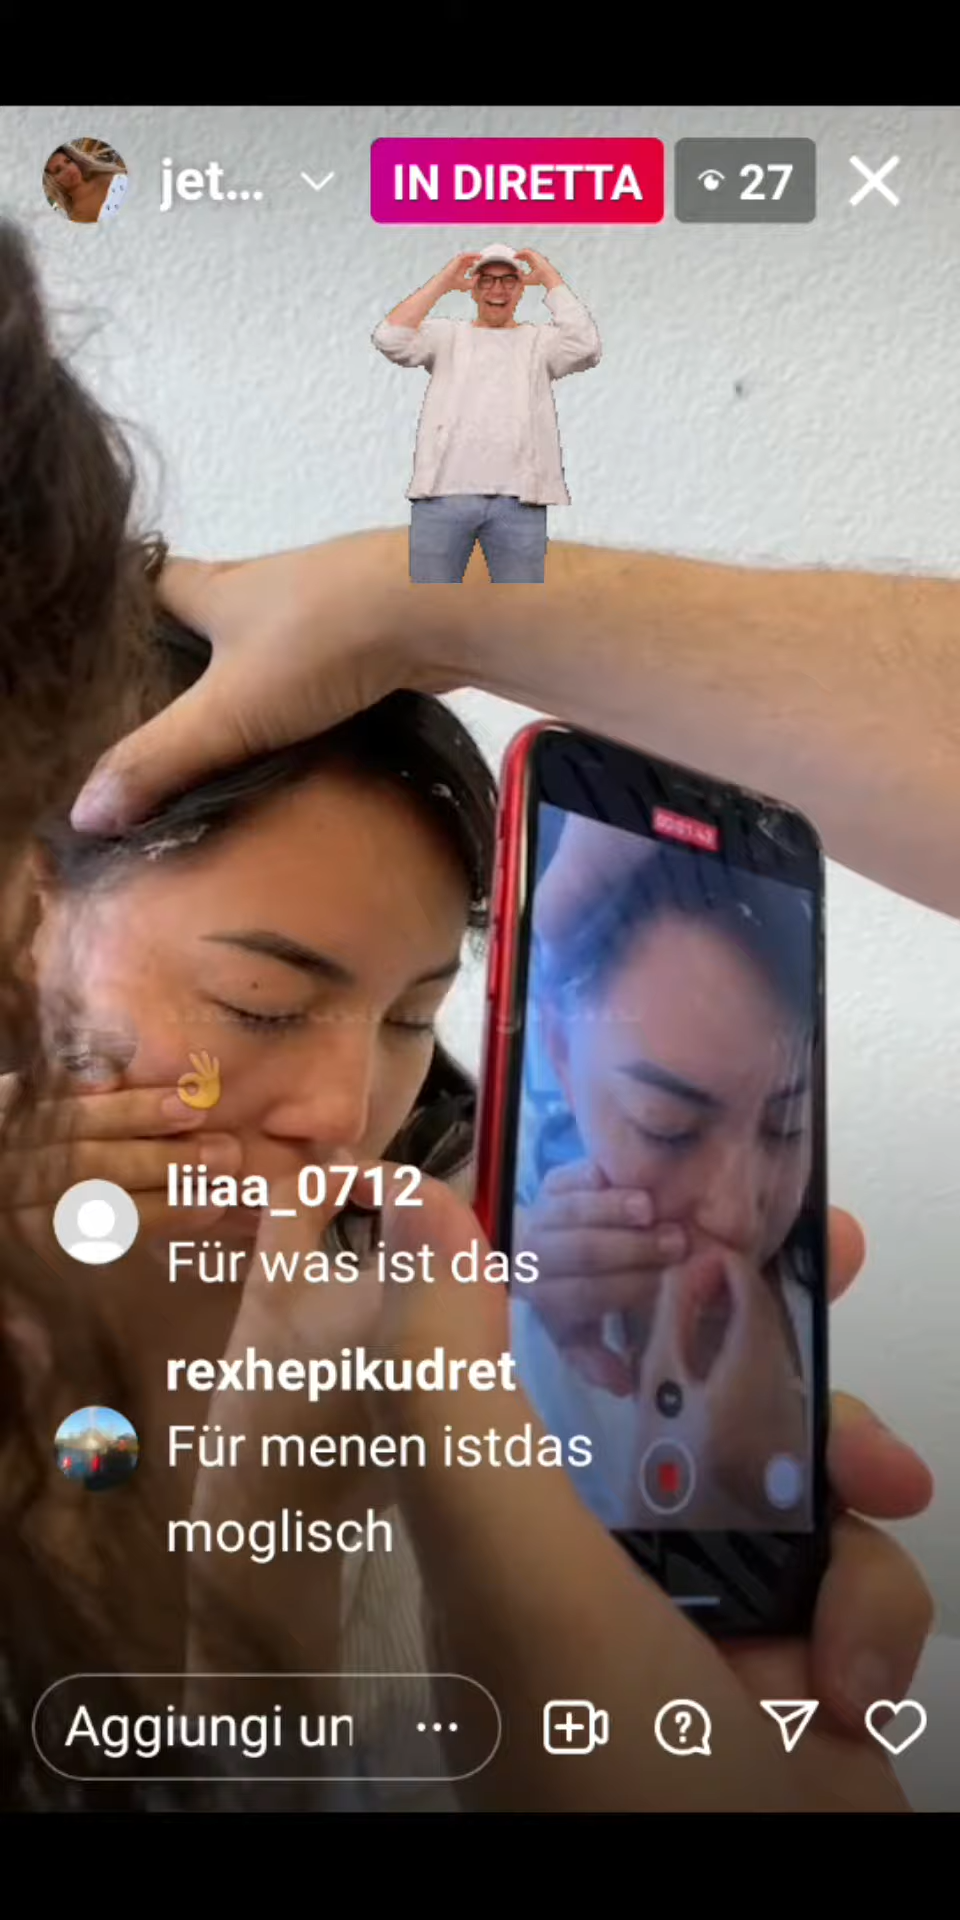 jet...
IN DIRETTA
27
liiaa_0712
Für was ist das
rexhepikudret
Für menen istdas
moglisch
Aggiungi un